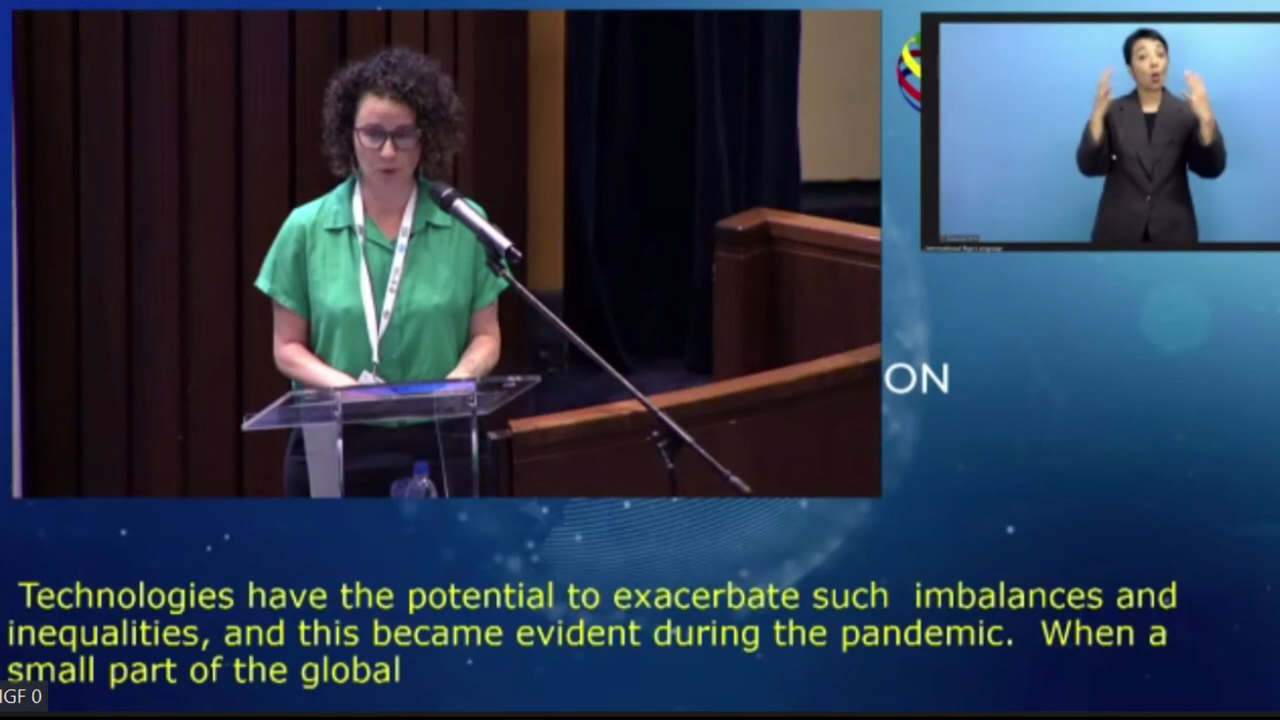 ON
Technologies have the potential to exacerbate such imbalances and
inequalities, and this became evident during the pandemic. When a
small part of the global
IGF 0